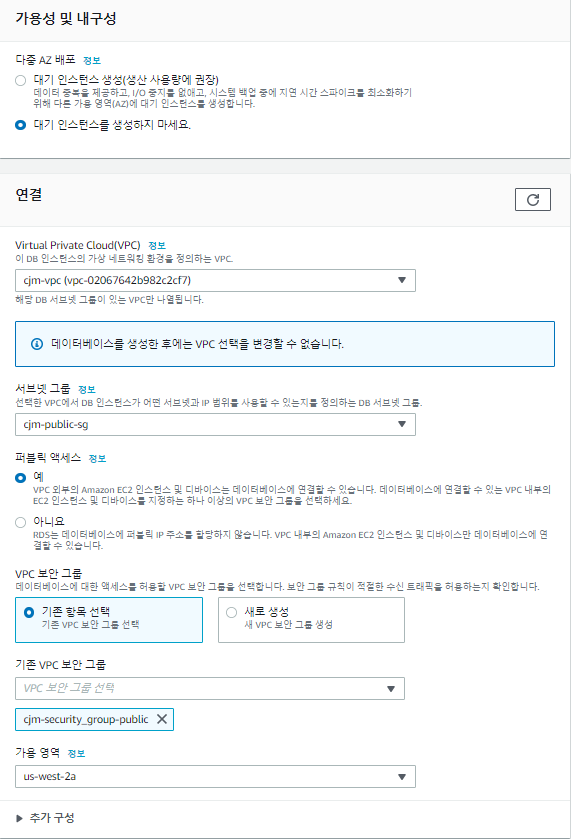 가용성 및 내구성
다중 AZ 배포 정보
대기 인스턴스 생성(생산 사용량에 권장)
데이터 중복을 제공하고, I/O 중지를 없애고, 시스템 백업 중에 지연 시간 스파이크를 최소화하기
위해 다른 가용 영역(AZ)에 대기 인스턴스를 생성합니다.
대기 인스턴스를 생성하지 마세요.
연결
Virtual Private Cloud(VPC) 정보
이 DB 인스턴스의 가상 네트워킹 환경을 정의하는 VPC.
cjm-vpc (vpc-02067642b982c2cf7)
해당 DB 서브넷 그룹이 있는 VPC만 나열됩니다.
데이터베이스를 생성한 후에는 VPC 선택을 변경할 수 없습니다.
서브넷 그룹 정보
선택한 VPC에서 DB 인스턴스가 어떤 서브넷과 IP 범위를 사용할 수 있는지를 정의하는 DB 서브넷 그룹.
cjm-public-sg
퍼블릭 액세스 정보
예
VPC 외부의 Amazon EC2 인스턴스 및 디바이스는 데이터베이스에 연결할 수 있습니다. 데이터베이스에 연결할 수 있는 VPC 내부의
EC2 인스턴스 및 디바이스를 지정하는 하나 이상의 VPC 보안 그룹을 선택하세요.
아니요
RDS는 데이터베이스에 퍼블릭 IP 주소를 할당하지 않습니다. VPC 내부의 Amazon EC2 인스턴스 및 디바이스만 데이터베이스에 연
결할 수 있습니다.
VPC 보안 그룹
데이터베이스에 대한 액세스를 허용할 VPC 보안 그룹을 선택합니다. 보안 그룹 규칙이 적절한 수신 트래픽을 허용하는지 확인합니다.
기존 항목 선택
기존 VPC 보안 그룹 선택
새로 생성
새 VPC 보안 그룹 생성
기존 VPC 보안 그룹
VPC 보안 그룹 선택
cjm-security_group-public
가용 영역 정보
us-west-2a
추가 구성